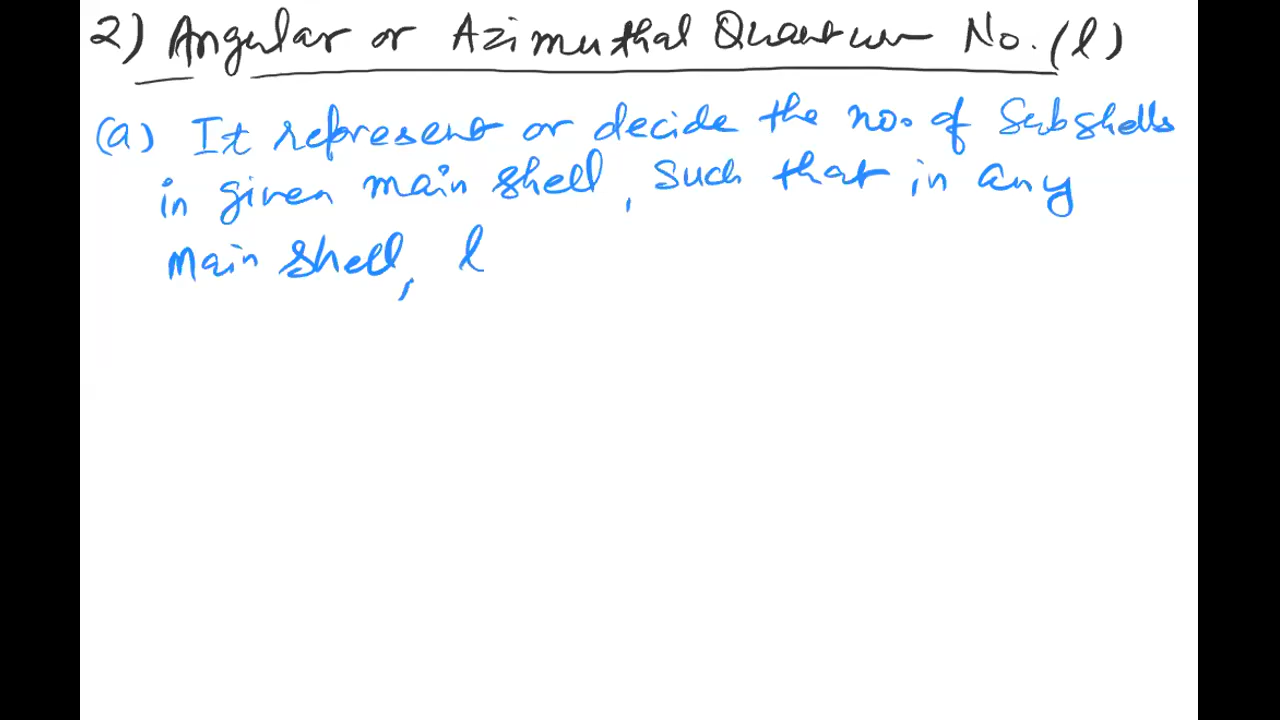 2) Angular or Azimuthal Quantum No. (l)
(a) It represent or decide the no. of Subshells
in given main shell, such that in any
main shell, l